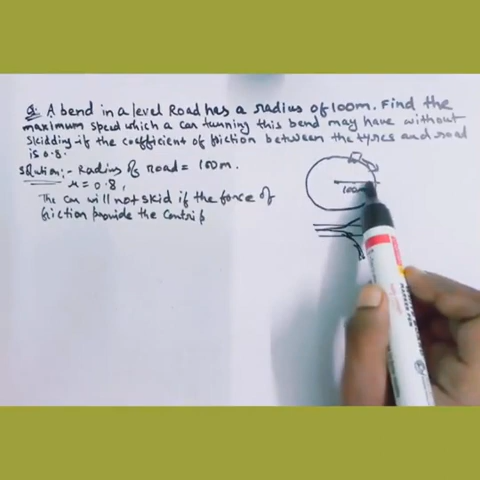 Q: A bend in a level Road has a radius of 100m. Find the
maximum speed which a car turning this bend may have without
skidding if the coefficient of friction between the tyres and road
is 0.8.
Solution:- Radius of road = 100m.
μ = 0.8,
The car will not skid if the force of
friction provide the centrip
100m